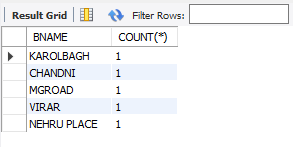 Result Grid Filter Rows:
BNAME COUNT(*)
KAROLBAGH 1
CHANDNI 1
MGROAD 1
VIRAR 1
NEHRU PLACE 1